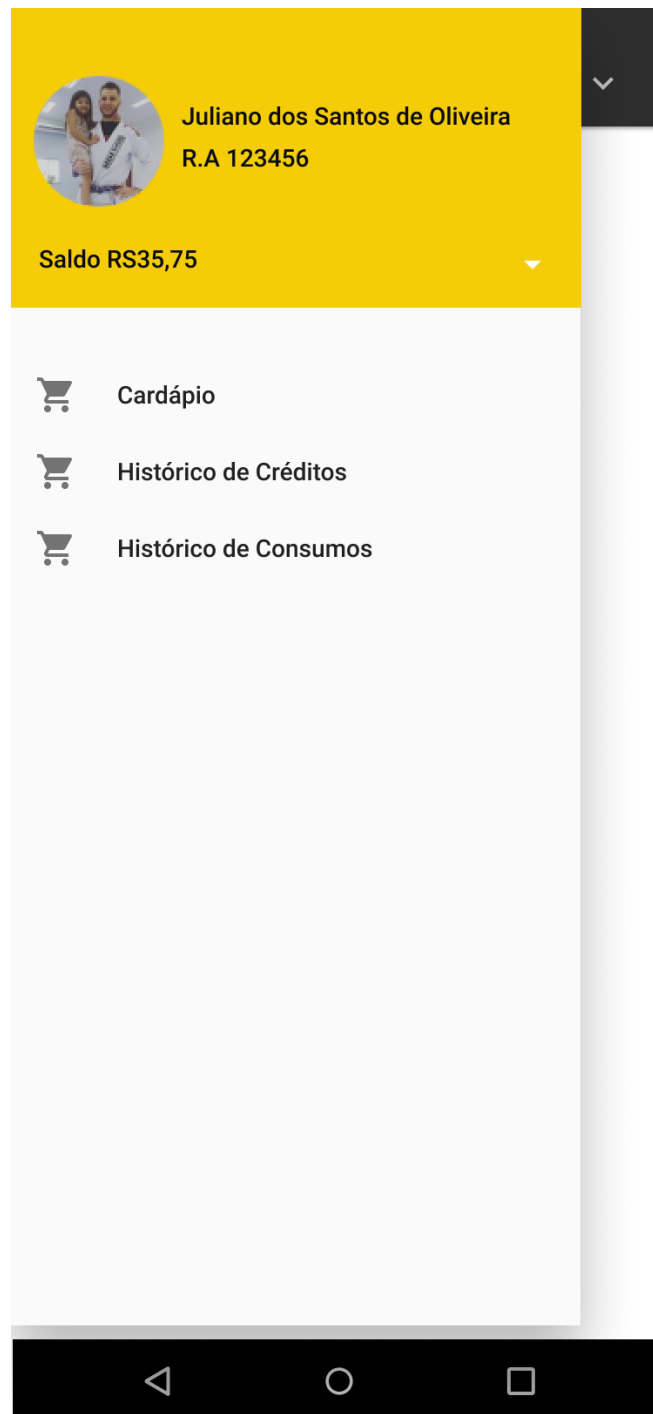 Juliano dos Santos de Oliveira
R.A 123456
Saldo RS35,75
Cardápio
Histórico de Créditos
Histórico de Consumos